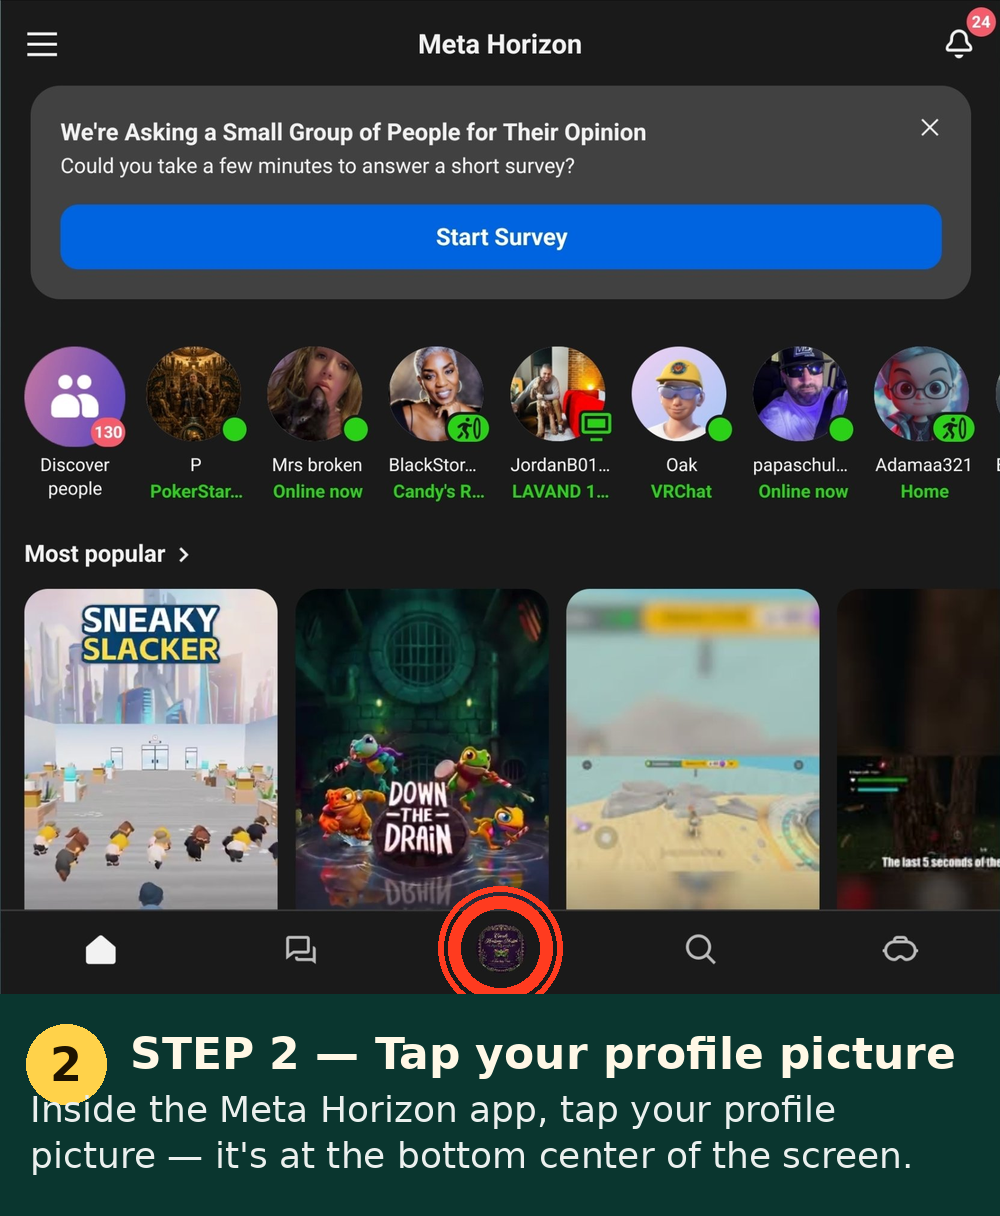 Meta Horizon
24
We're Asking a Small Group of People for Their Opinion
Could you take a few minutes to answer a short survey?
Start Survey
130
Discover
people
P
PokerStar...
Mrs broken
Online now
BlackStor...
Candy's R...
JordanB01...
LAVAND 1...
Oak
VRChat
papaschul...
Online now
Adamaa321
Home
Most popular
SNEAKY
SLACKER
DOWN
THE
DRAIN
The last 5 seconds of the
2
STEP 2 — Tap your profile picture
Inside the Meta Horizon app, tap your profile
picture — it's at the bottom center of the screen.